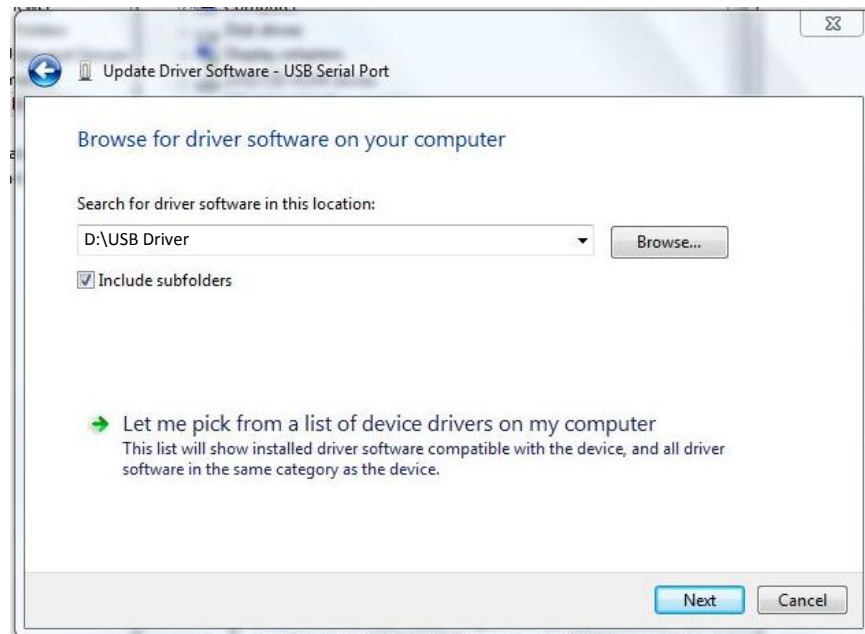 Update Driver Software - USB Serial Port
Browse for driver software on your computer
Search for driver software in this location:
D:\USB Driver
Browse...
Include subfolders
Let me pick from a list of device drivers on my computer
This list will show installed driver software compatible with the device, and all driver
software in the same category as the device.
Next
Cancel